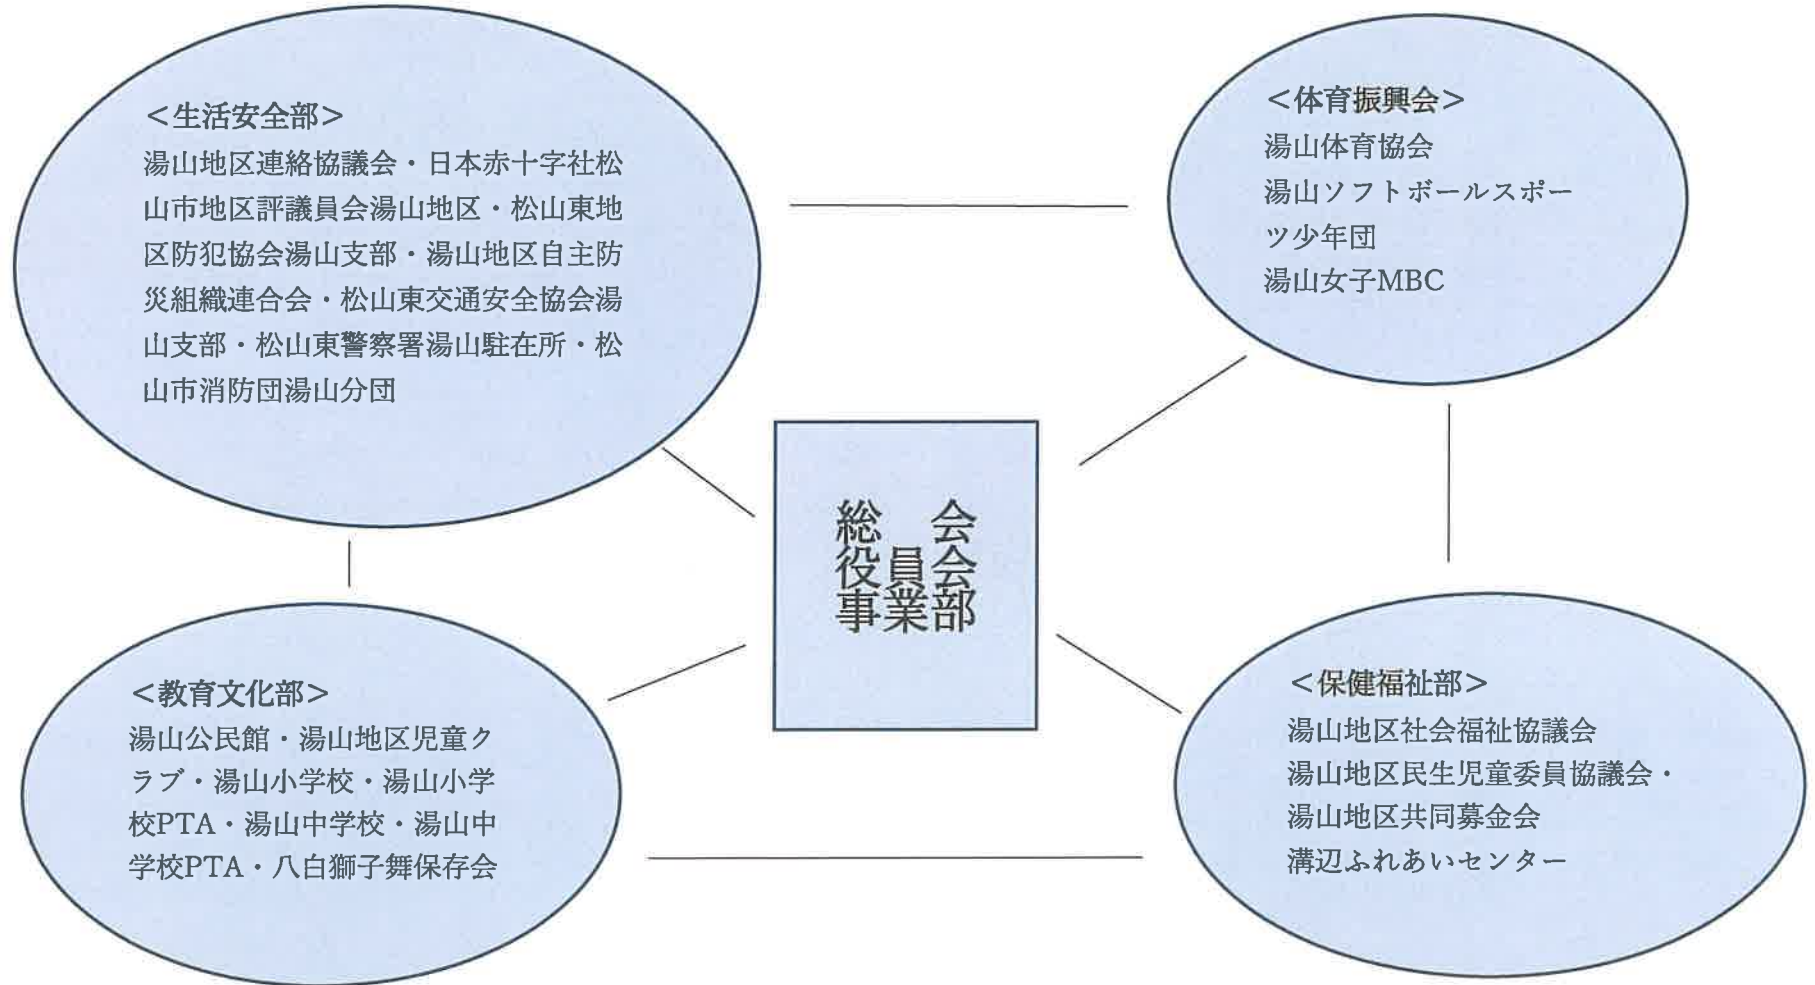 ＜生活安全部＞
湯山地区連絡協議会・日本赤十字社松
山市地区評議員会湯山地区・松山東地
区防犯協会湯山支部・湯山地区自主防
災組織連合会・松山東交通安全協会湯
山支部・松山東警察署湯山駐在所・松
山市消防団湯山分団
＜体育振興会＞
湯山体育協会
湯山ソフトボールスポー
ツ少年団
湯山女子MBC
総　会
役員会
事業部
＜教育文化部＞
湯山公民館・湯山地区児童ク
ラブ・湯山小学校・湯山小学
校PTA・湯山中学校・湯山中
学校PTA・八白獅子舞保存会
＜保健福祉部＞
湯山地区社会福祉協議会
湯山地区民生児童委員協議会・
湯山地区共同募金会
溝辺ふれあいセンター